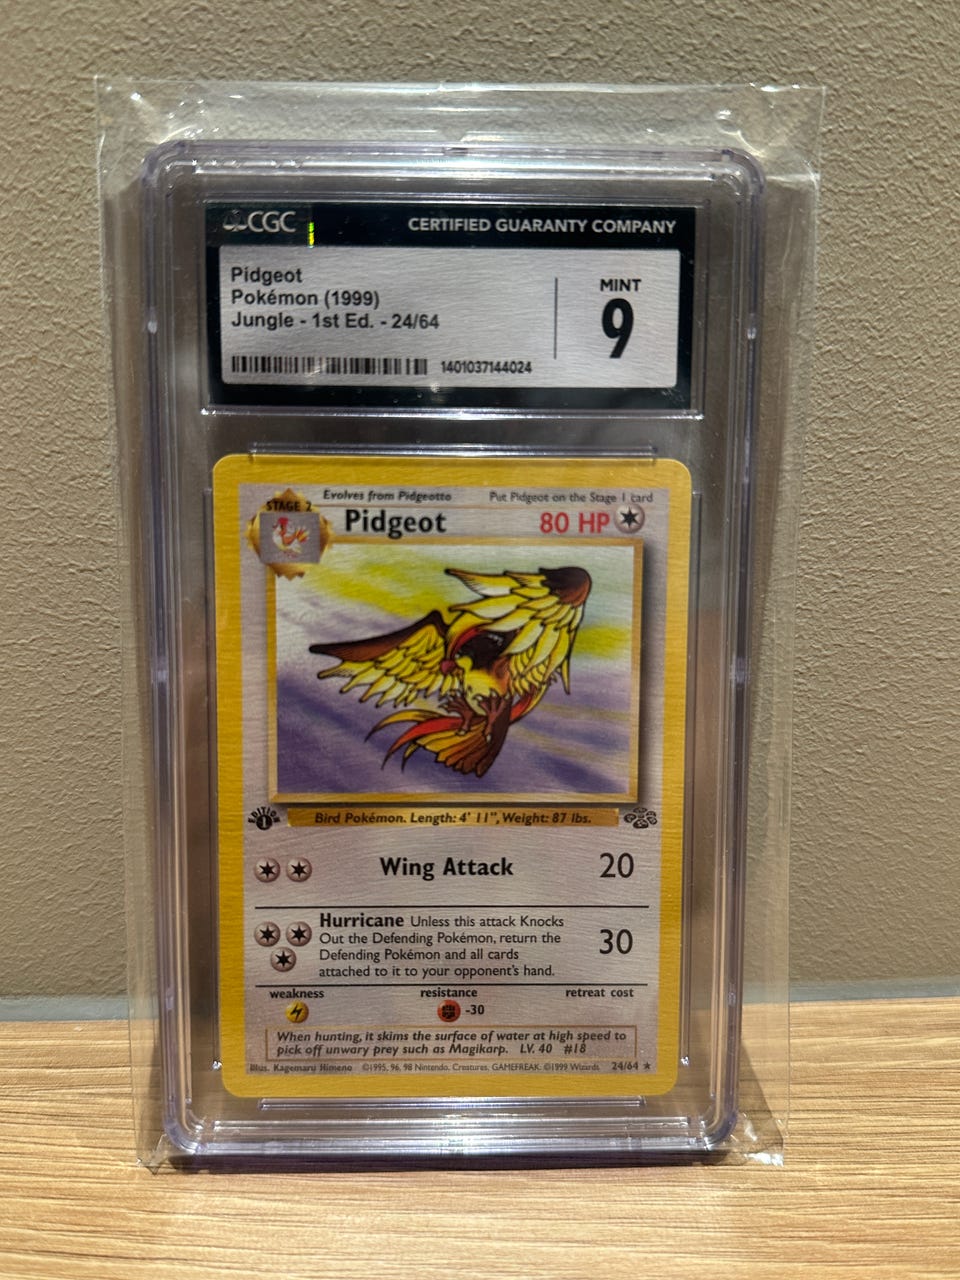 CGC CERTIFIED GUARANTY COMPANY
Pidgeot
Pokémon (1999)
Jungle - 1st Ed. - 24/64
MINT
9
1401037144024
Evolves from Pidgeotto Put Pidgeot on the Stage 1 card
STAGE 2
Pidgeot 80 HP
EDITION
1
Bird Pokémon. Length: 4' 11", Weight: 87 lbs.
Wing Attack 20
Hurricane Unless this attack Knocks
Out the Defending Pokémon, return the
Defending Pokémon and all cards
attached to it to your opponent's hand.
30
weakness resistance retreat cost
-30
When hunting, it skims the surface of water at high speed to
pick off unwary prey such as Magikarp. LV. 40 #18
Illus. Kagemaru Himeno ©1995, 96, 98 Nintendo, Creatures, GAMEFREAK. ©1999 Wizards. 24/64 ★